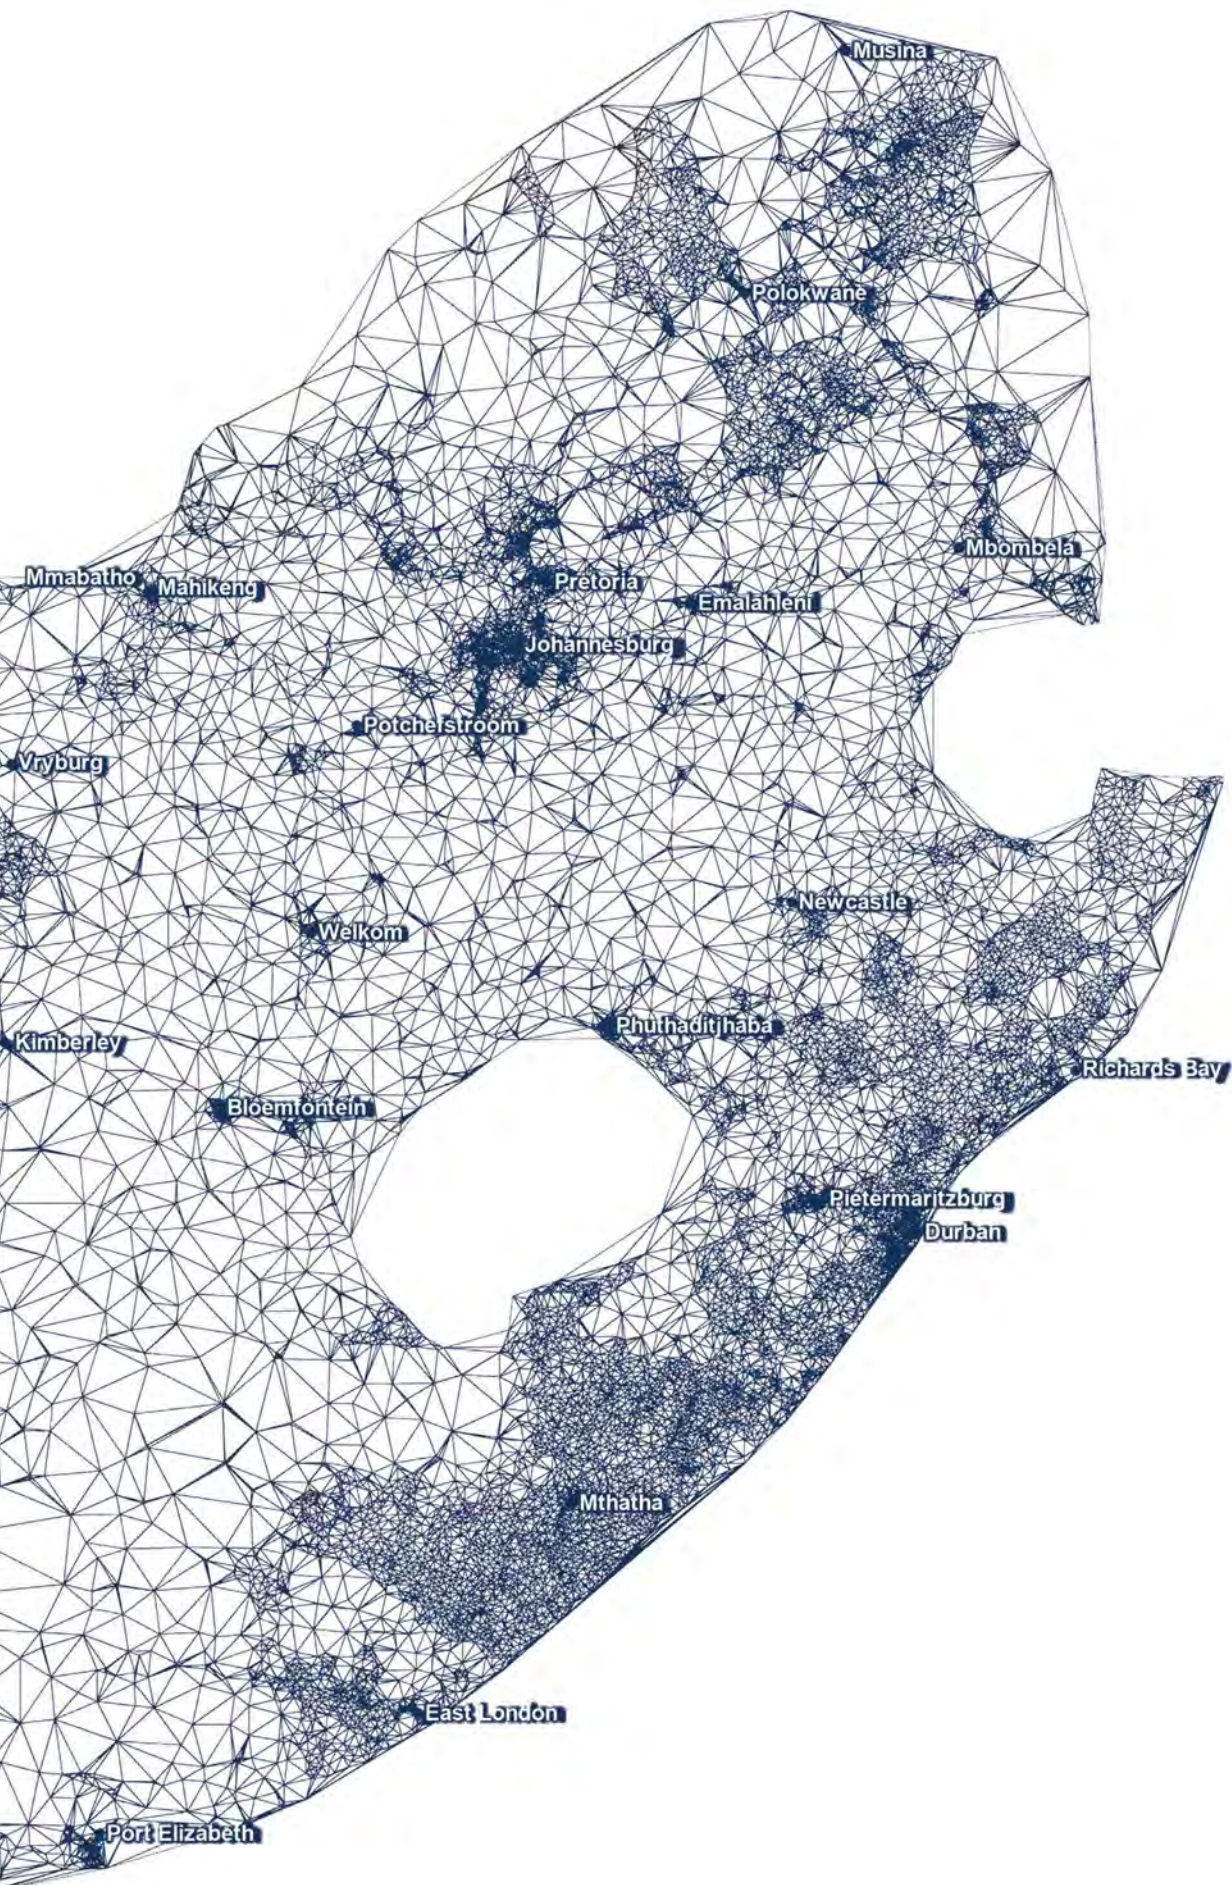 Musina
Polokwane
Mbombela
Mmabatho
Mahikeng
Pretoria
Emalahleni
Johannesburg
Potchefstroom
Vryburg
Newcastle
Welkom
Phuthaditjhaba
Kimberley
Richards Bay
Bloemfontein
Pietermaritzburg
Durban
Mthatha
East London
Port Elizabeth